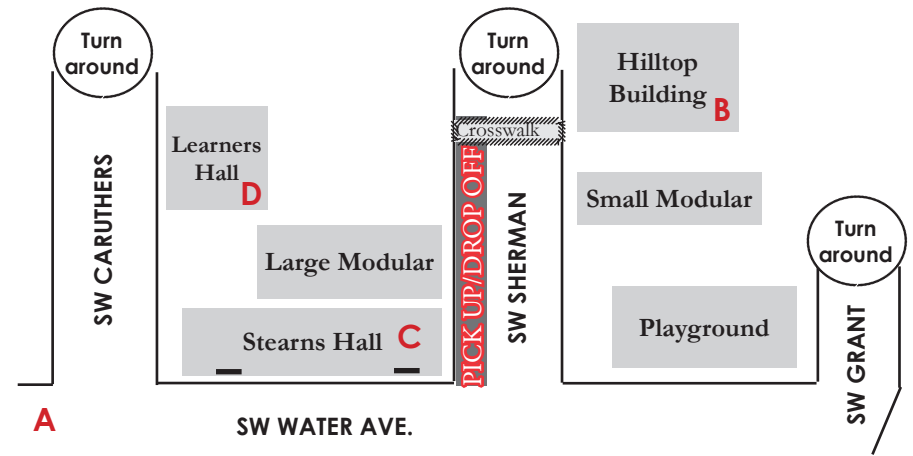 Turn
around
Turn
around
Hilltop
Building
B
Crosswalk
Learners
Hall
D
SW CARUTHERS
PICK UP/DROP OFF
SW SHERMAN
Small Modular
Turn
around
Large Modular
Playground
Stearns Hall
C
SW GRANT
A
SW WATER AVE.